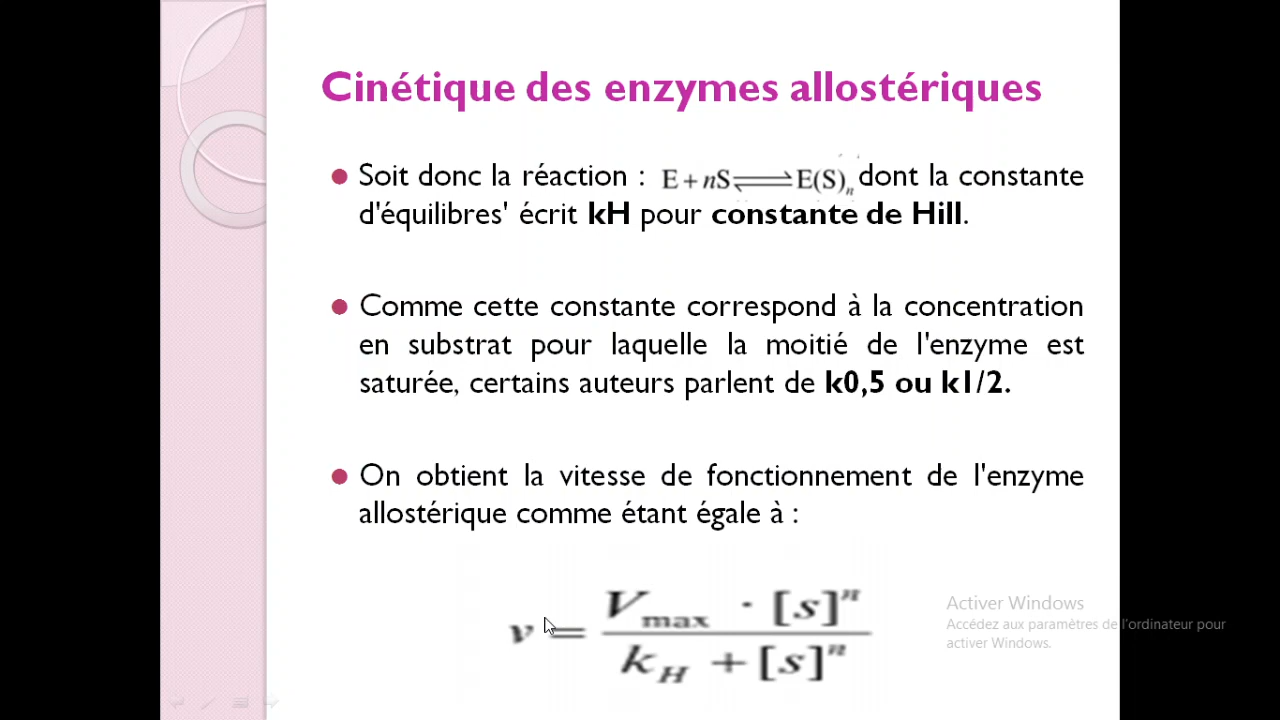 Cinétique des enzymes allostériques
Soit donc la réaction : E + nS ⇌ E(S)n dont la constante
d'équilibres' écrit kH pour constante de Hill.
Comme cette constante correspond à la concentration
en substrat pour laquelle la moitié de l'enzyme est
saturée, certains auteurs parlent de k0,5 ou k1/2.
On obtient la vitesse de fonctionnement de l'enzyme
allostérique comme étant égale à :
v = Vmax · [s]^n / kH + [s]^n
Activer Windows
Accédez aux paramètres de l'ordinateur pour
activer Windows.